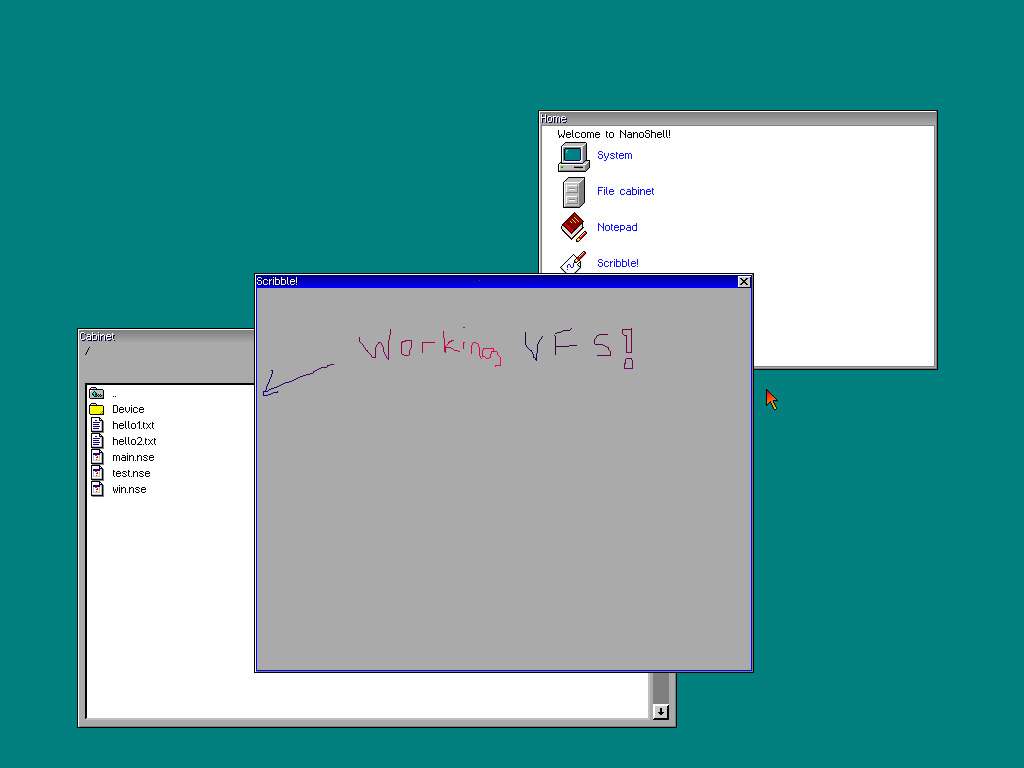 Home
Welcome to NanoShell!
System
File cabinet
Notepad
Scribble!
Scribble!
Working VFS!
Cabinet
/
..
Device
hello1.txt
hello2.txt
main.nse
test.nse
win.nse